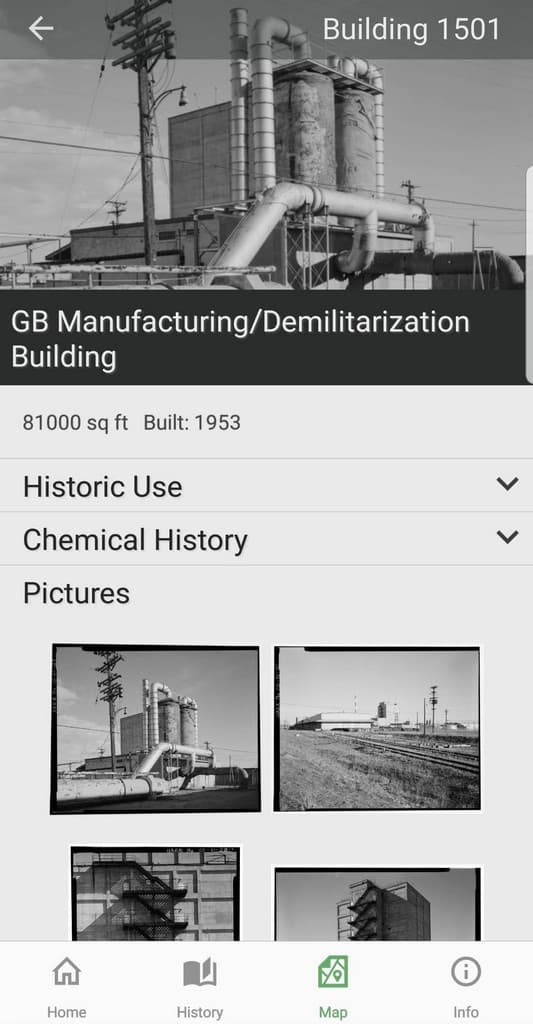 Building 1501
GB Manufacturing/Demilitarization
Building
81000 sq ft Built: 1953
Historic Use
Chemical History
Pictures
Home History Map Info